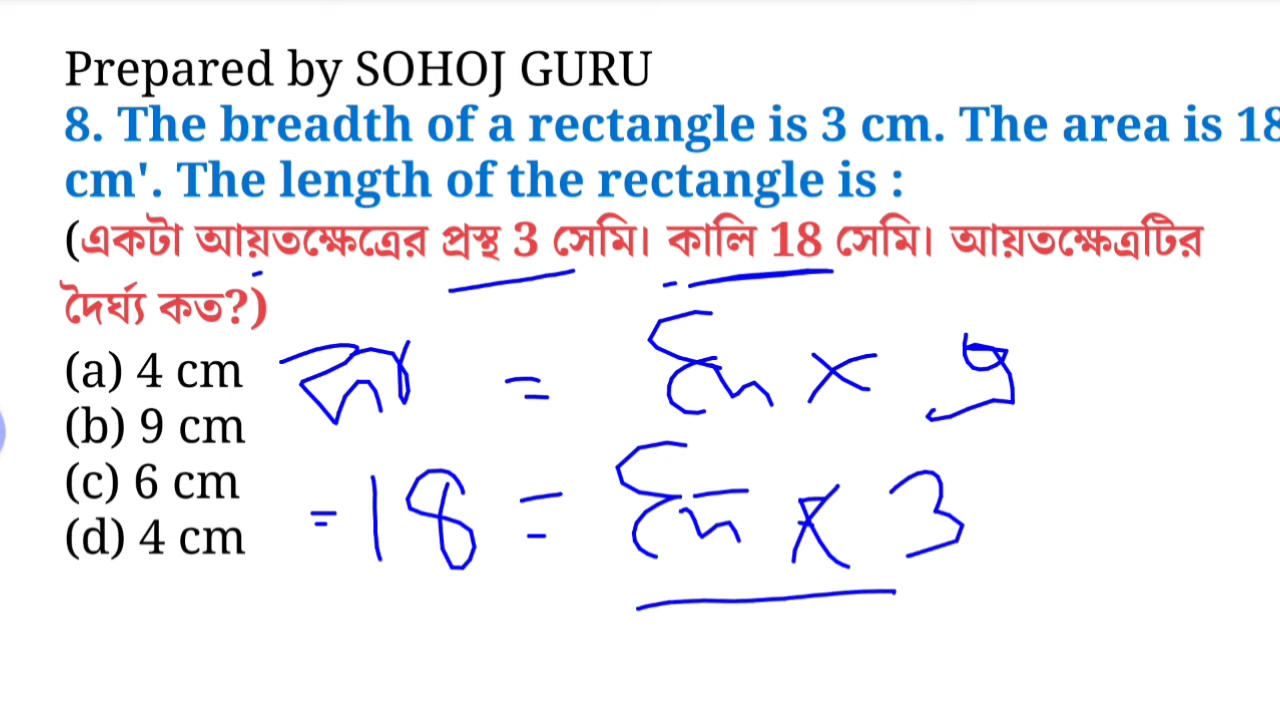 Prepared by SOHOJ GURU
8. The breadth of a rectangle is 3 cm. The area is 18
cm'. The length of the rectangle is :
(একটা আয়তক্ষেত্রের প্রস্থ 3 সেমি। কালি 18 সেমি। আয়তক্ষেত্রটির
দৈর্ঘ্য কত?)
(a) 4 cm
(b) 9 cm
(c) 6 cm
(d) 4 cm
= × 
= 18 = × 3